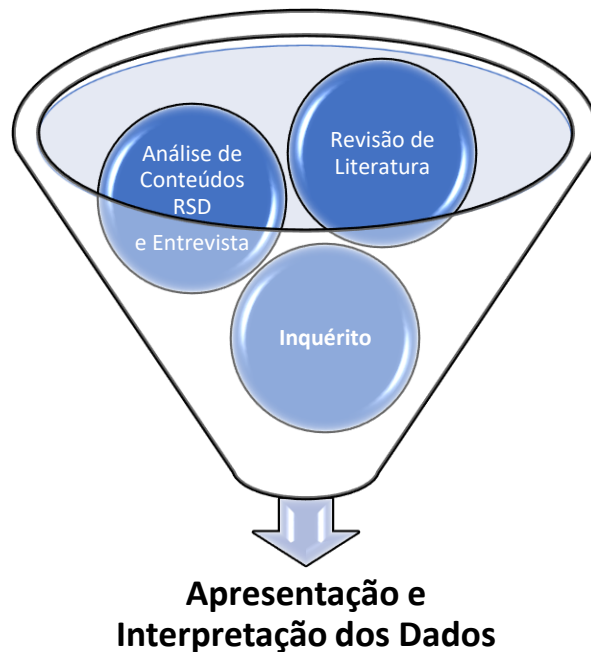 Análise de
Conteúdos
RSD
e Entrevista
Revisão de
Literatura
Inquérito
Apresentação e
Interpretação dos Dados